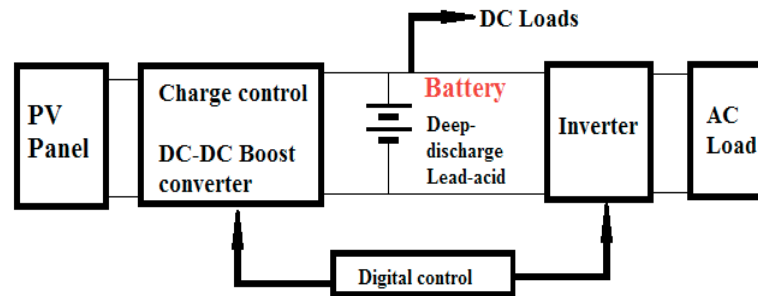 DC Loads
PV
Panel
Charge control
DC-DC Boost
converter
Battery
Deep-
discharge
Lead-acid
Inverter
AC
Load
Digital control